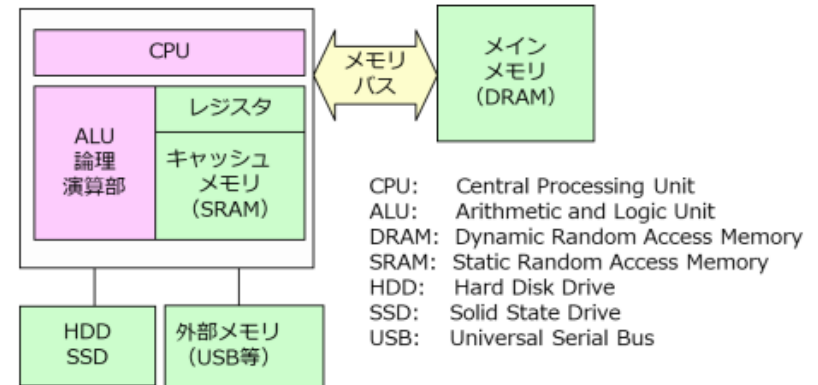 CPU
ALU
論理
演算部
レジスタ
キャッシュ
メモリ
(SRAM)
メモリ
バス
メイン
メモリ
(DRAM)
CPU: Central Processing Unit
ALU: Arithmetic and Logic Unit
DRAM: Dynamic Random Access Memory
SRAM: Static Random Access Memory
HDD: Hard Disk Drive
SSD: Solid State Drive
USB: Universal Serial Bus
HDD
SSD
外部メモリ
(USB等)